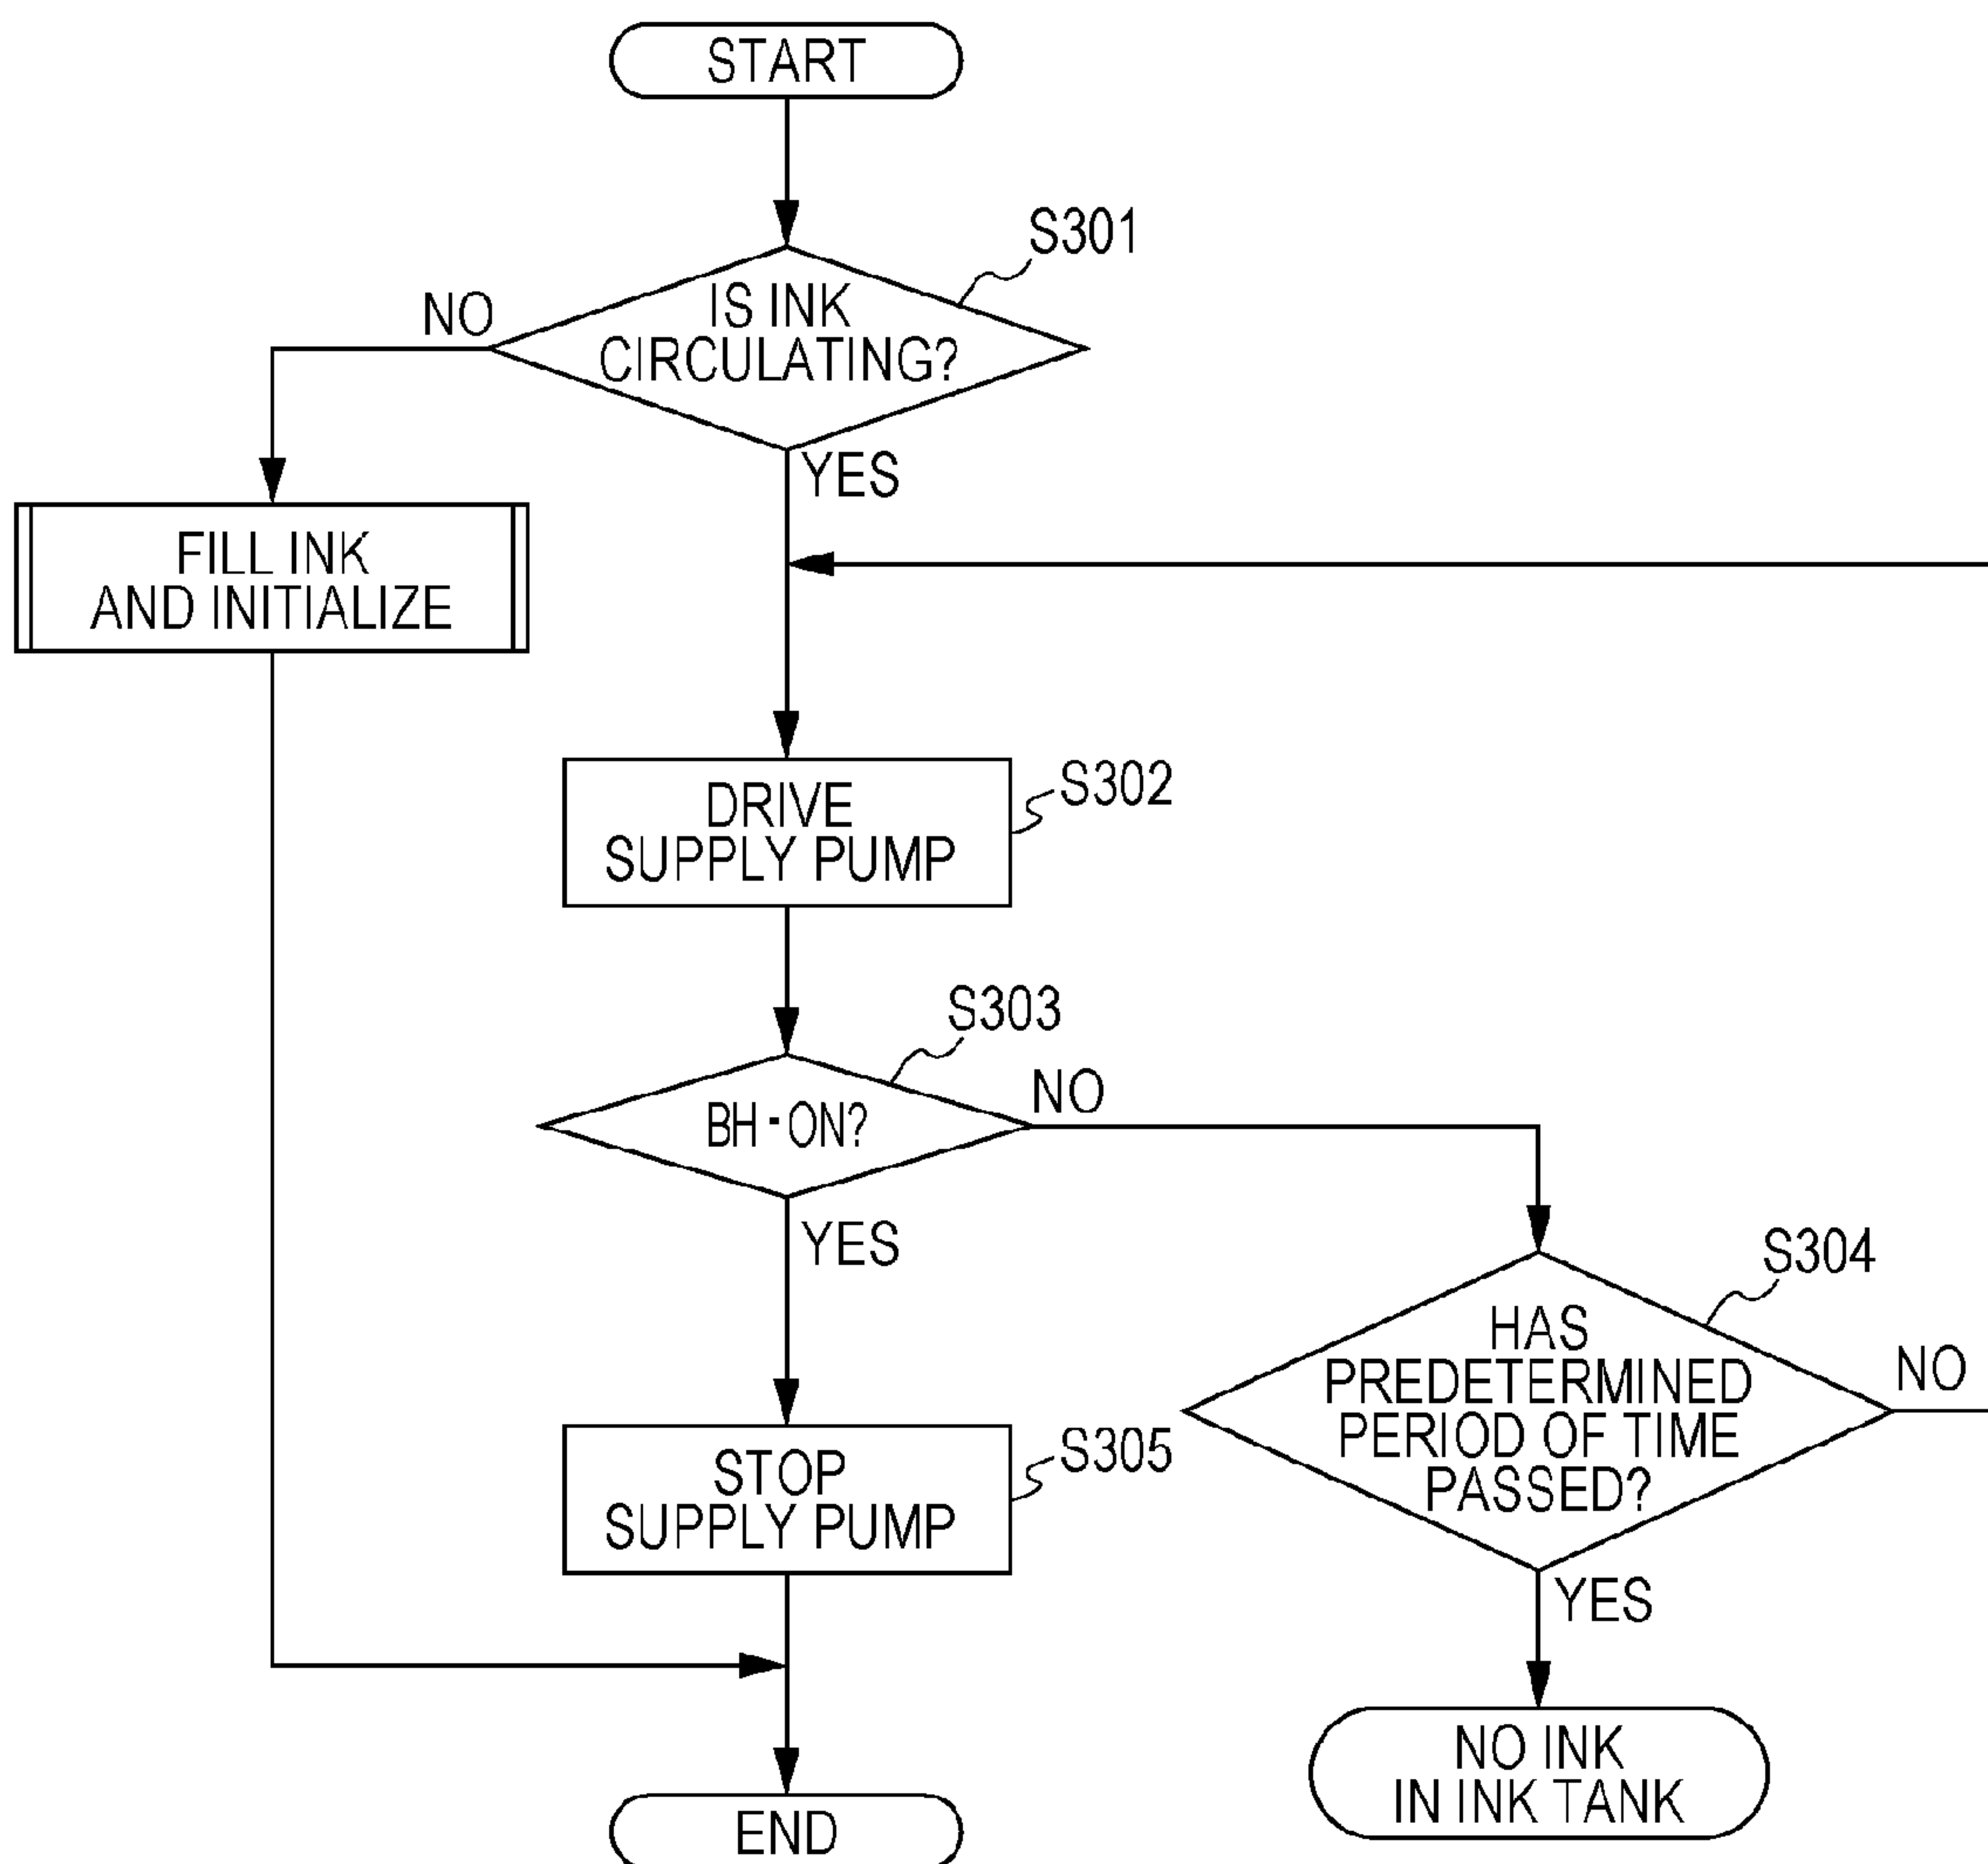 START
S301
IS INK
CIRCULATING?
NO
YES
FILL INK
AND INITIALIZE
DRIVE
SUPPLY PUMP
S302
S303
BH・ON?
NO
YES
S304
HAS
PREDETERMINED
PERIOD OF TIME
PASSED?
NO
YES
STOP
SUPPLY PUMP
S305
NO INK
IN INK TANK
END